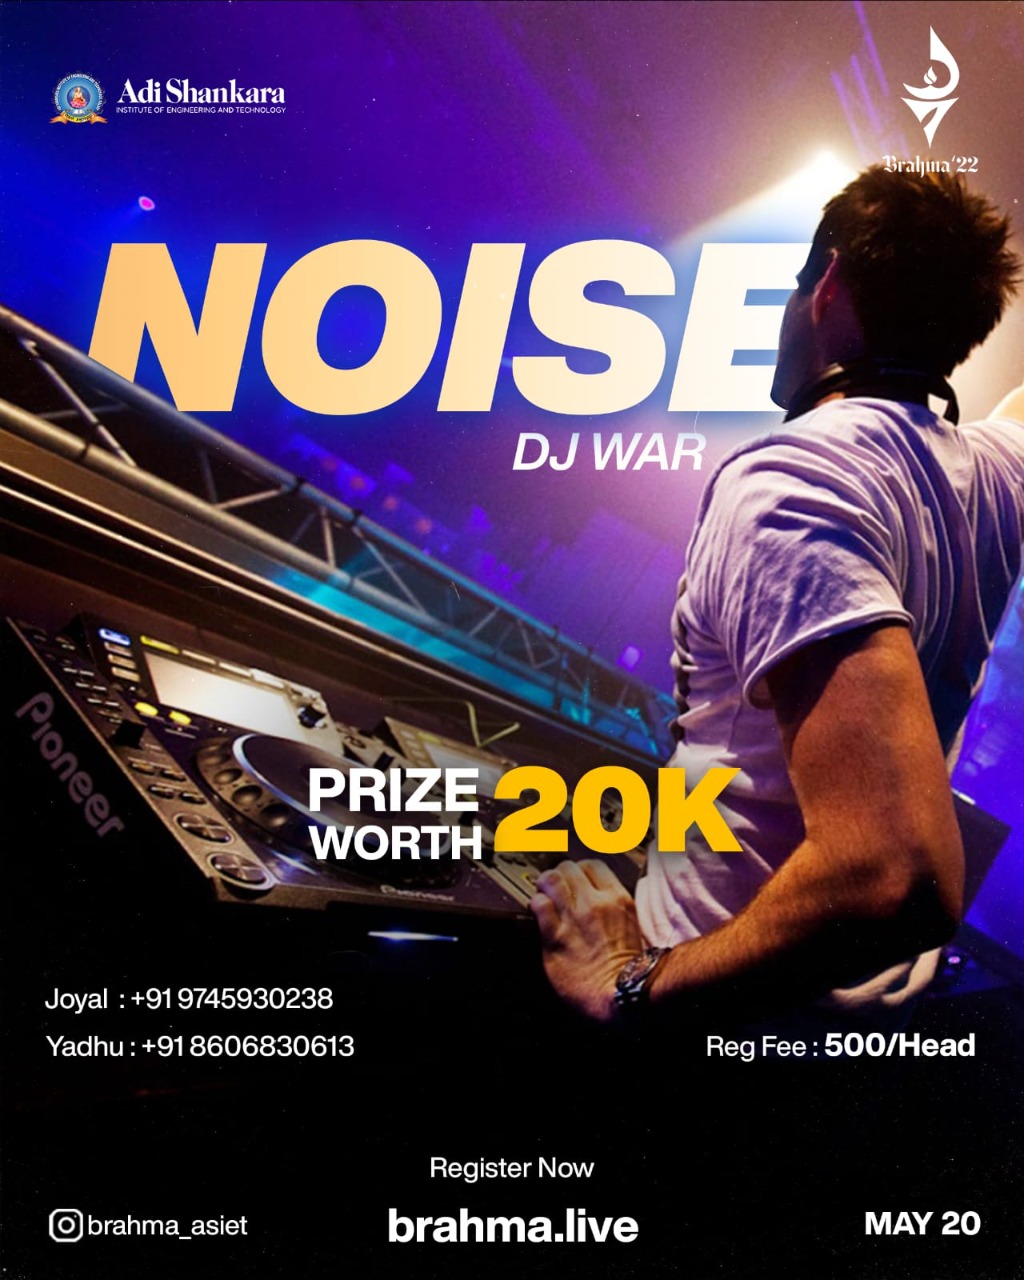 Adi Shankara
INSTITUTE OF ENGINEERING AND TECHNOLOGY
Brahma'22
NOISE
DJ WAR
Pioneer
PRIZE
WORTH
20K
Pioneer
Joyal : +91 9745930238
Yadhu : +91 8606830613
Reg Fee : 500/Head
Register Now
brahma_asiet
brahma.live
MAY 20